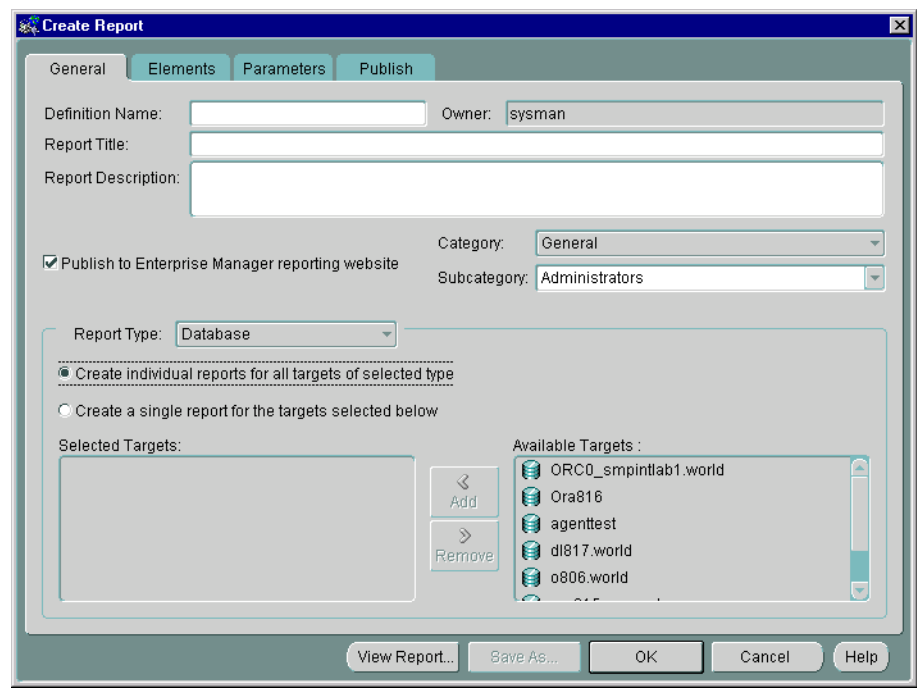 Create Report
General Elements Parameters Publish
Definition Name: Owner: sysman
Report Title:
Report Description:
Category: General
Publish to Enterprise Manager reporting website
Subcategory: Administrators
Report Type: Database
Create individual reports for all targets of selected type
Create a single report for the targets selected below
Selected Targets: Available Targets :
ORC0_smpintlab1.world
Ora816
Add
agenttest
dl817.world
Remove
o806.world
View Report... Save As... OK Cancel Help